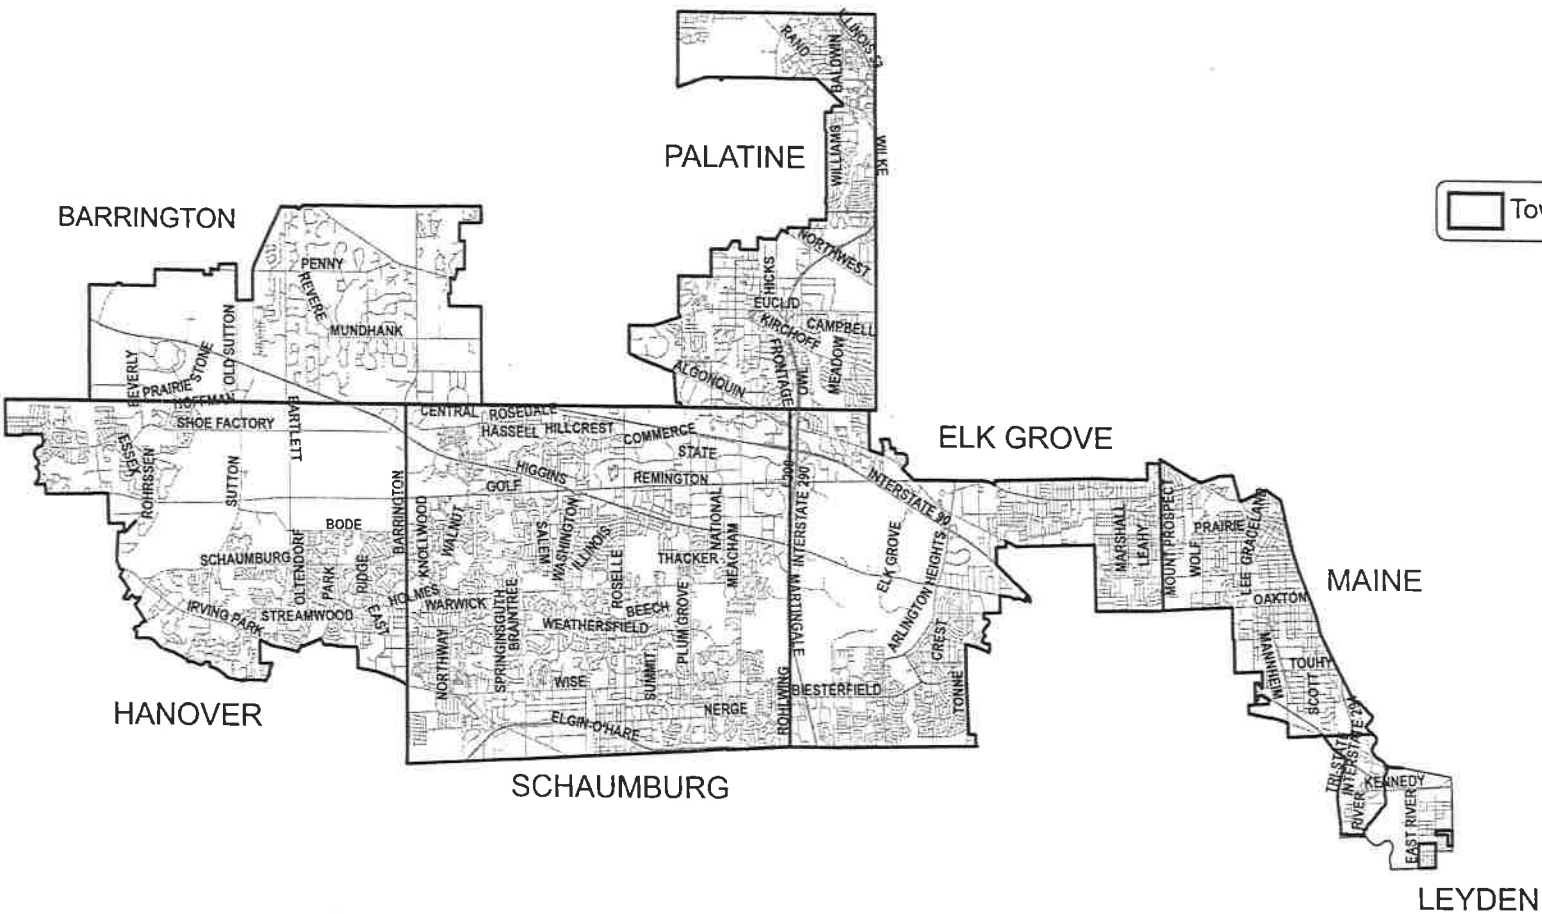 ILLINOIS 53
RAND
BALDWIN
PALATINE
WILLIAMS
WILKE
Tow
BARRINGTON
NORTHWEST
PENNY
HICKS
REVERE
EUCLID
KIRCHOFF
CAMPBELL
MUNDHANK
OLD SUTTON
STONE
BEVERLY
PRAIRIE
HOFFMAN
ALGONQUIN
FRONTAGE
OWL
MEADOW
BARTLETT
SHOE FACTORY
CENTRAL
ROSEDALE
HASSELL
HILLCREST
COMMERCE
STATE
ELK GROVE
ESSEX
ROHRSSEN
SUTTON
BARRINGTON
HIGGINS
GOLF
REMINGTON
INTERSTATE 290
INTERSTATE 90
KNOLLWOOD
WALNUT
SALEM
WASHINGTON
ILLINOIS
NATIONAL
MEACHAM
THACKER
ROSELLE
BODE
SCHAUMBURG
OLTENDORF
PARK
RIDGE
EAST
HOLMES
WARWICK
STREAMWOOD
IRVING PARK
BEECH
WEATHERSFIELD
PLUM GROVE
MARTINGALE
ELK GROVE
ARLINGTON HEIGHTS
CREST
MARSHALL
LEAHY
MOUNT PROSPECT
WOLF
PRAIRIE
LEE
GRACELAND
OAKTON
MAINE
NORTHWAY
SPRINGINSGUTH
BRAINTREE
WISE
SUMMIT
NERGE
ROHLWING
BIESTERFIELD
TONNE
MANNHEIM
TOUHY
SCOTT
HANOVER
ELGIN-O'HARE
SCHAUMBURG
TRI-STATE
INTERSTATE 294
RIVER
KENNEDY
EAST RIVER
LEYDEN